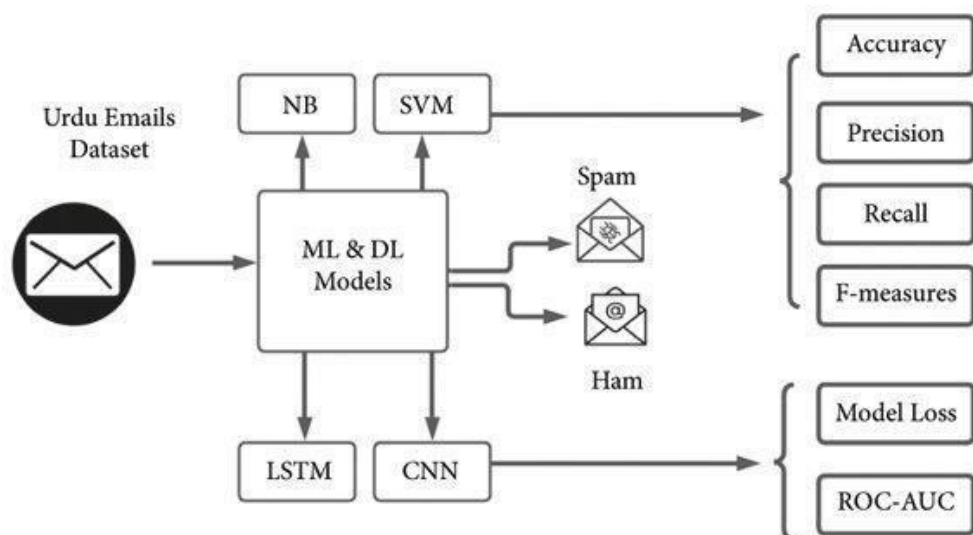 Urdu Emails
Dataset
NB
SVM
ML & DL
Models
LSTM
CNN
Spam
@
Ham
Accuracy
Precision
Recall
F-measures
Model Loss
ROC-AUC